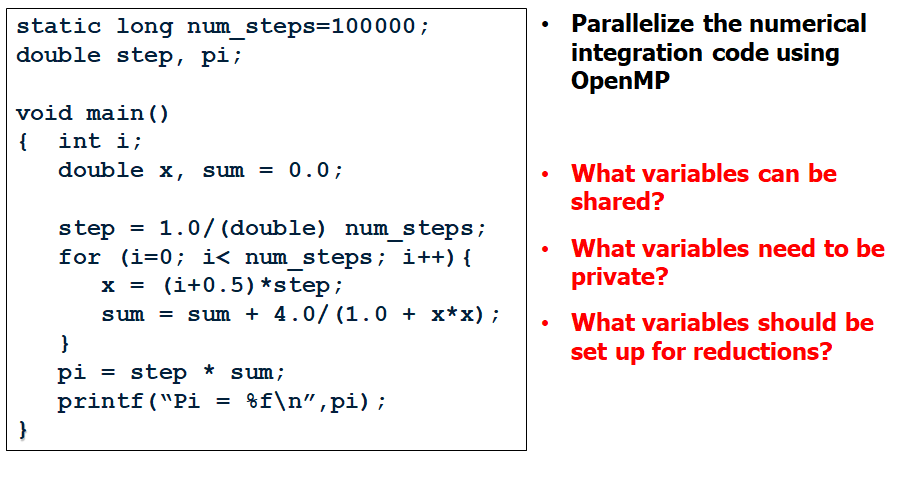 static long num_steps=100000;
double step, pi;
void main()
{  int i;
   double x, sum = 0.0;
   step = 1.0/(double) num_steps;
   for (i=0; i< num_steps; i++){
      x = (i+0.5)*step;
      sum = sum + 4.0/(1.0 + x*x);
   }
   pi = step * sum;
   printf(“Pi = %f\n”,pi);
}
• Parallelize the numerical
integration code using
OpenMP
• What variables can be
shared?
• What variables need to be
private?
• What variables should be
set up for reductions?